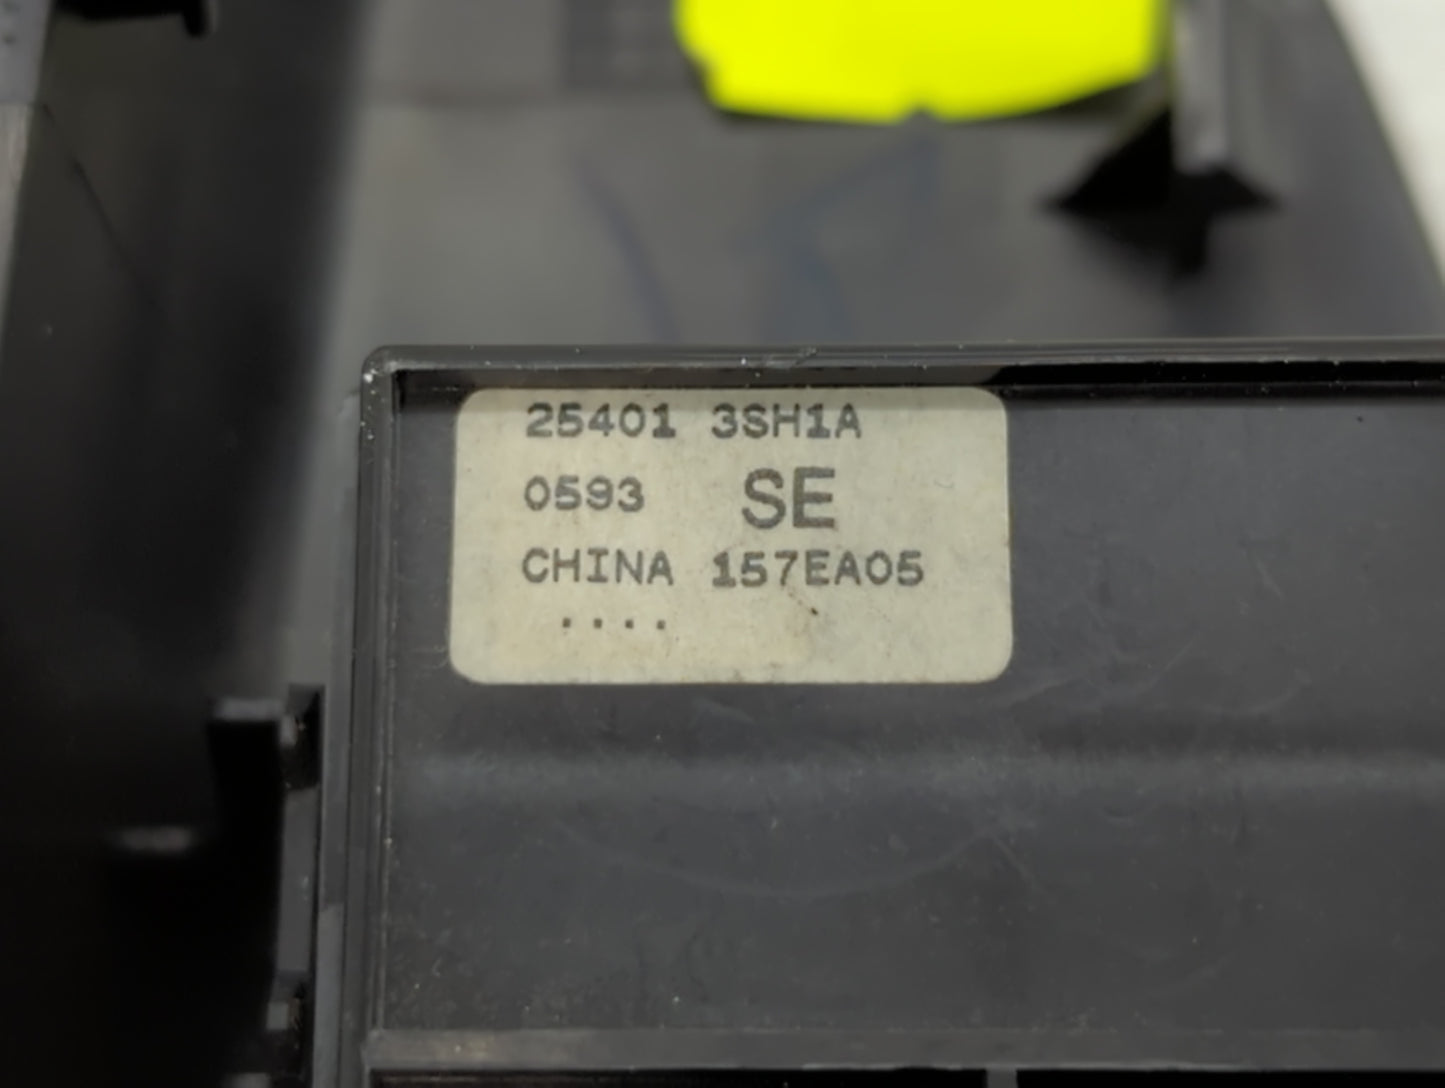 25401 3SH1A
0593 SE
CHINA 157EA05
....